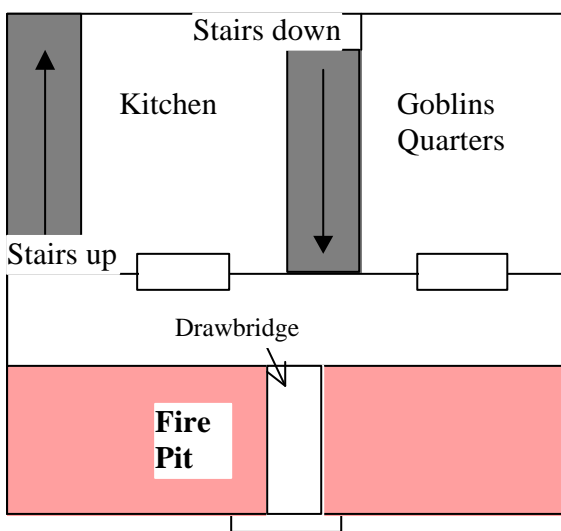 Stairs down
Kitchen
Goblins
Quarters
Stairs up
Drawbridge
Fire
Pit